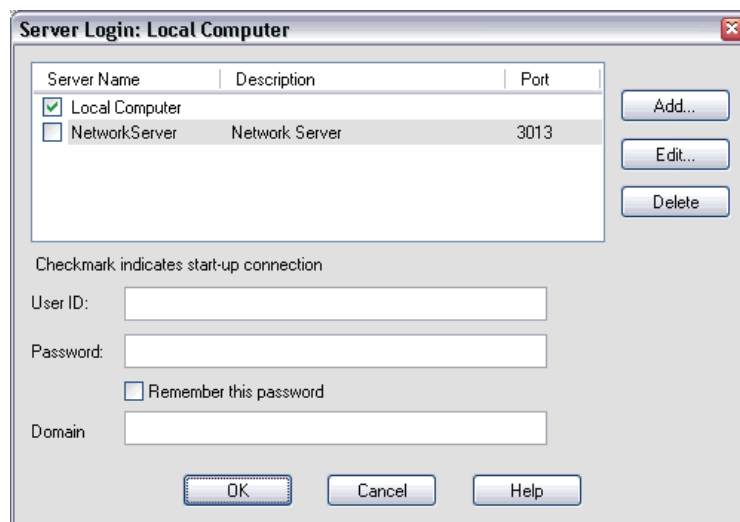 Server Login: Local Computer
Server Name Description Port
Local Computer
NetworkServer Network Server 3013
Add...
Edit...
Delete
Checkmark indicates start-up connection
User ID:
Password:
Remember this password
Domain
OK Cancel Help